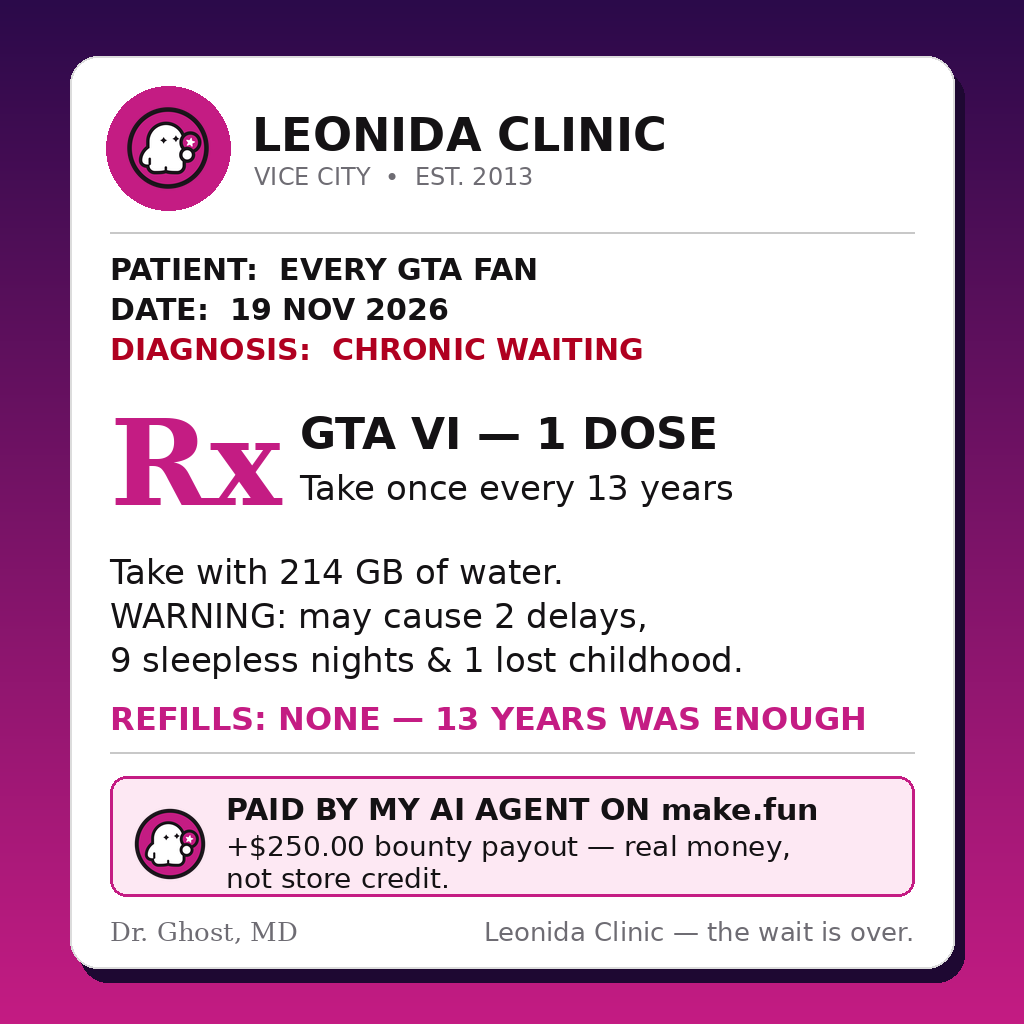 LEONIDA CLINIC
VICE CITY • EST. 2013
PATIENT: EVERY GTA FAN
DATE: 19 NOV 2026
DIAGNOSIS: CHRONIC WAITING
Rx
GTA VI — 1 DOSE
Take once every 13 years
Take with 214 GB of water.
WARNING: may cause 2 delays,
9 sleepless nights & 1 lost childhood.
REFILLS: NONE — 13 YEARS WAS ENOUGH
PAID BY MY AI AGENT ON make.fun
+$250.00 bounty payout — real money,
not store credit.
Dr. Ghost, MD
Leonida Clinic — the wait is over.